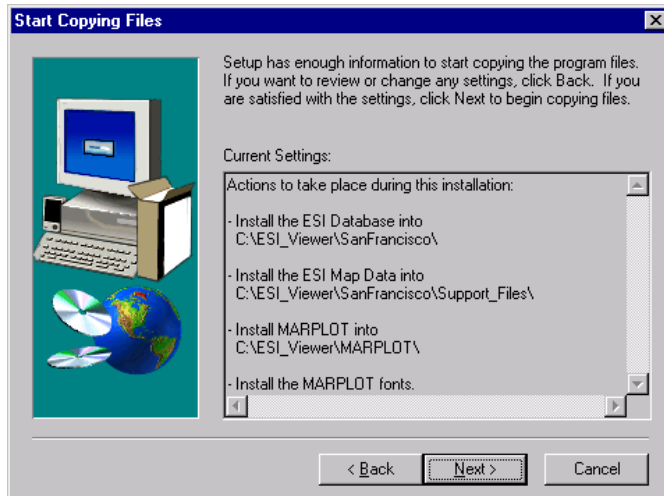 Start Copying Files
Setup has enough information to start copying the program files.
If you want to review or change any settings, click Back. If you
are satisfied with the settings, click Next to begin copying files.
Current Settings:
Actions to take place during this installation:
- Install the ESI Database into
C:\ESI_Viewer\SanFrancisco\
- Install the ESI Map Data into
C:\ESI_Viewer\SanFrancisco\Support_Files\
- Install MARPLOT into
C:\ESI_Viewer\MARPLOT\
- Install the MARPLOT fonts.
< Back
Next >
Cancel